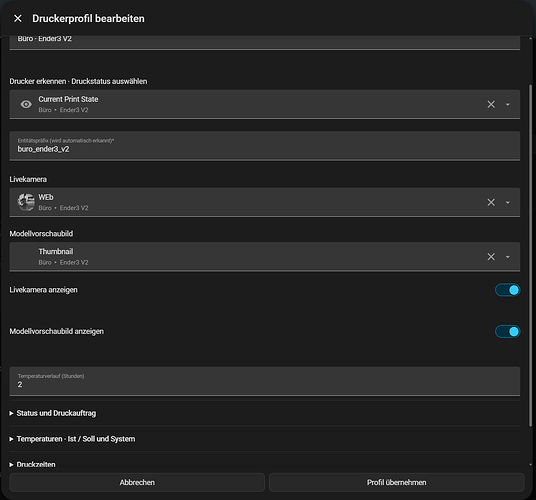 Druckerprofil bearbeiten
Büro · Ender3 V2
Drucker erkennen · Druckstatus auswählen
Current Print State
Büro • Ender3 V2
Entitätspräfix (wird automatisch erkannt)*
buro_ender3_v2
Livekamera
WEb
Büro • Ender3 V2
Modellvorschaubild
Thumbnail
Büro • Ender3 V2
Livekamera anzeigen
Modellvorschaubild anzeigen
Temperaturverlauf (Stunden)
2
Status und Druckauftrag
Temperaturen · Ist / Soll und System
Druckzeiten
Abbrechen
Profil übernehmen